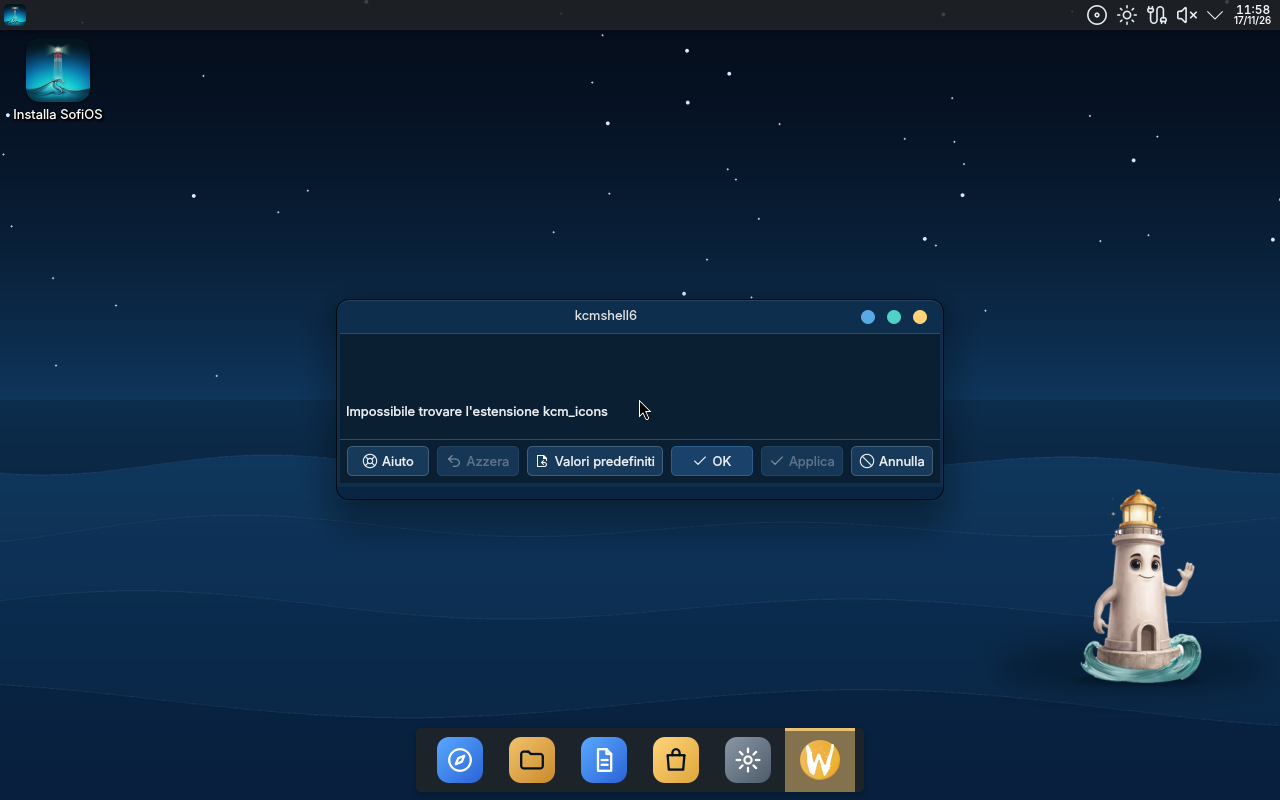 11:58
17/11/26
Installa SofiOS
kcmshell6
Impossibile trovare l'estensione kcm_icons
Aiuto
Azzera
Valori predefiniti
OK
Applica
Annulla